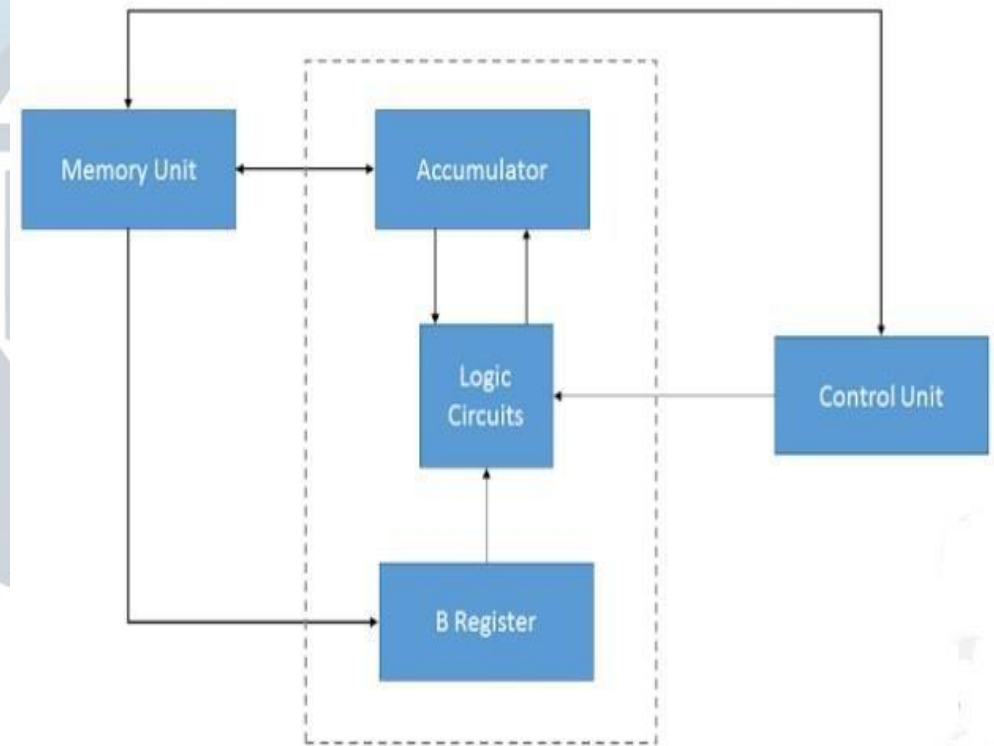 Memory Unit
Accumulator
Logic
Circuits
Control Unit
B Register